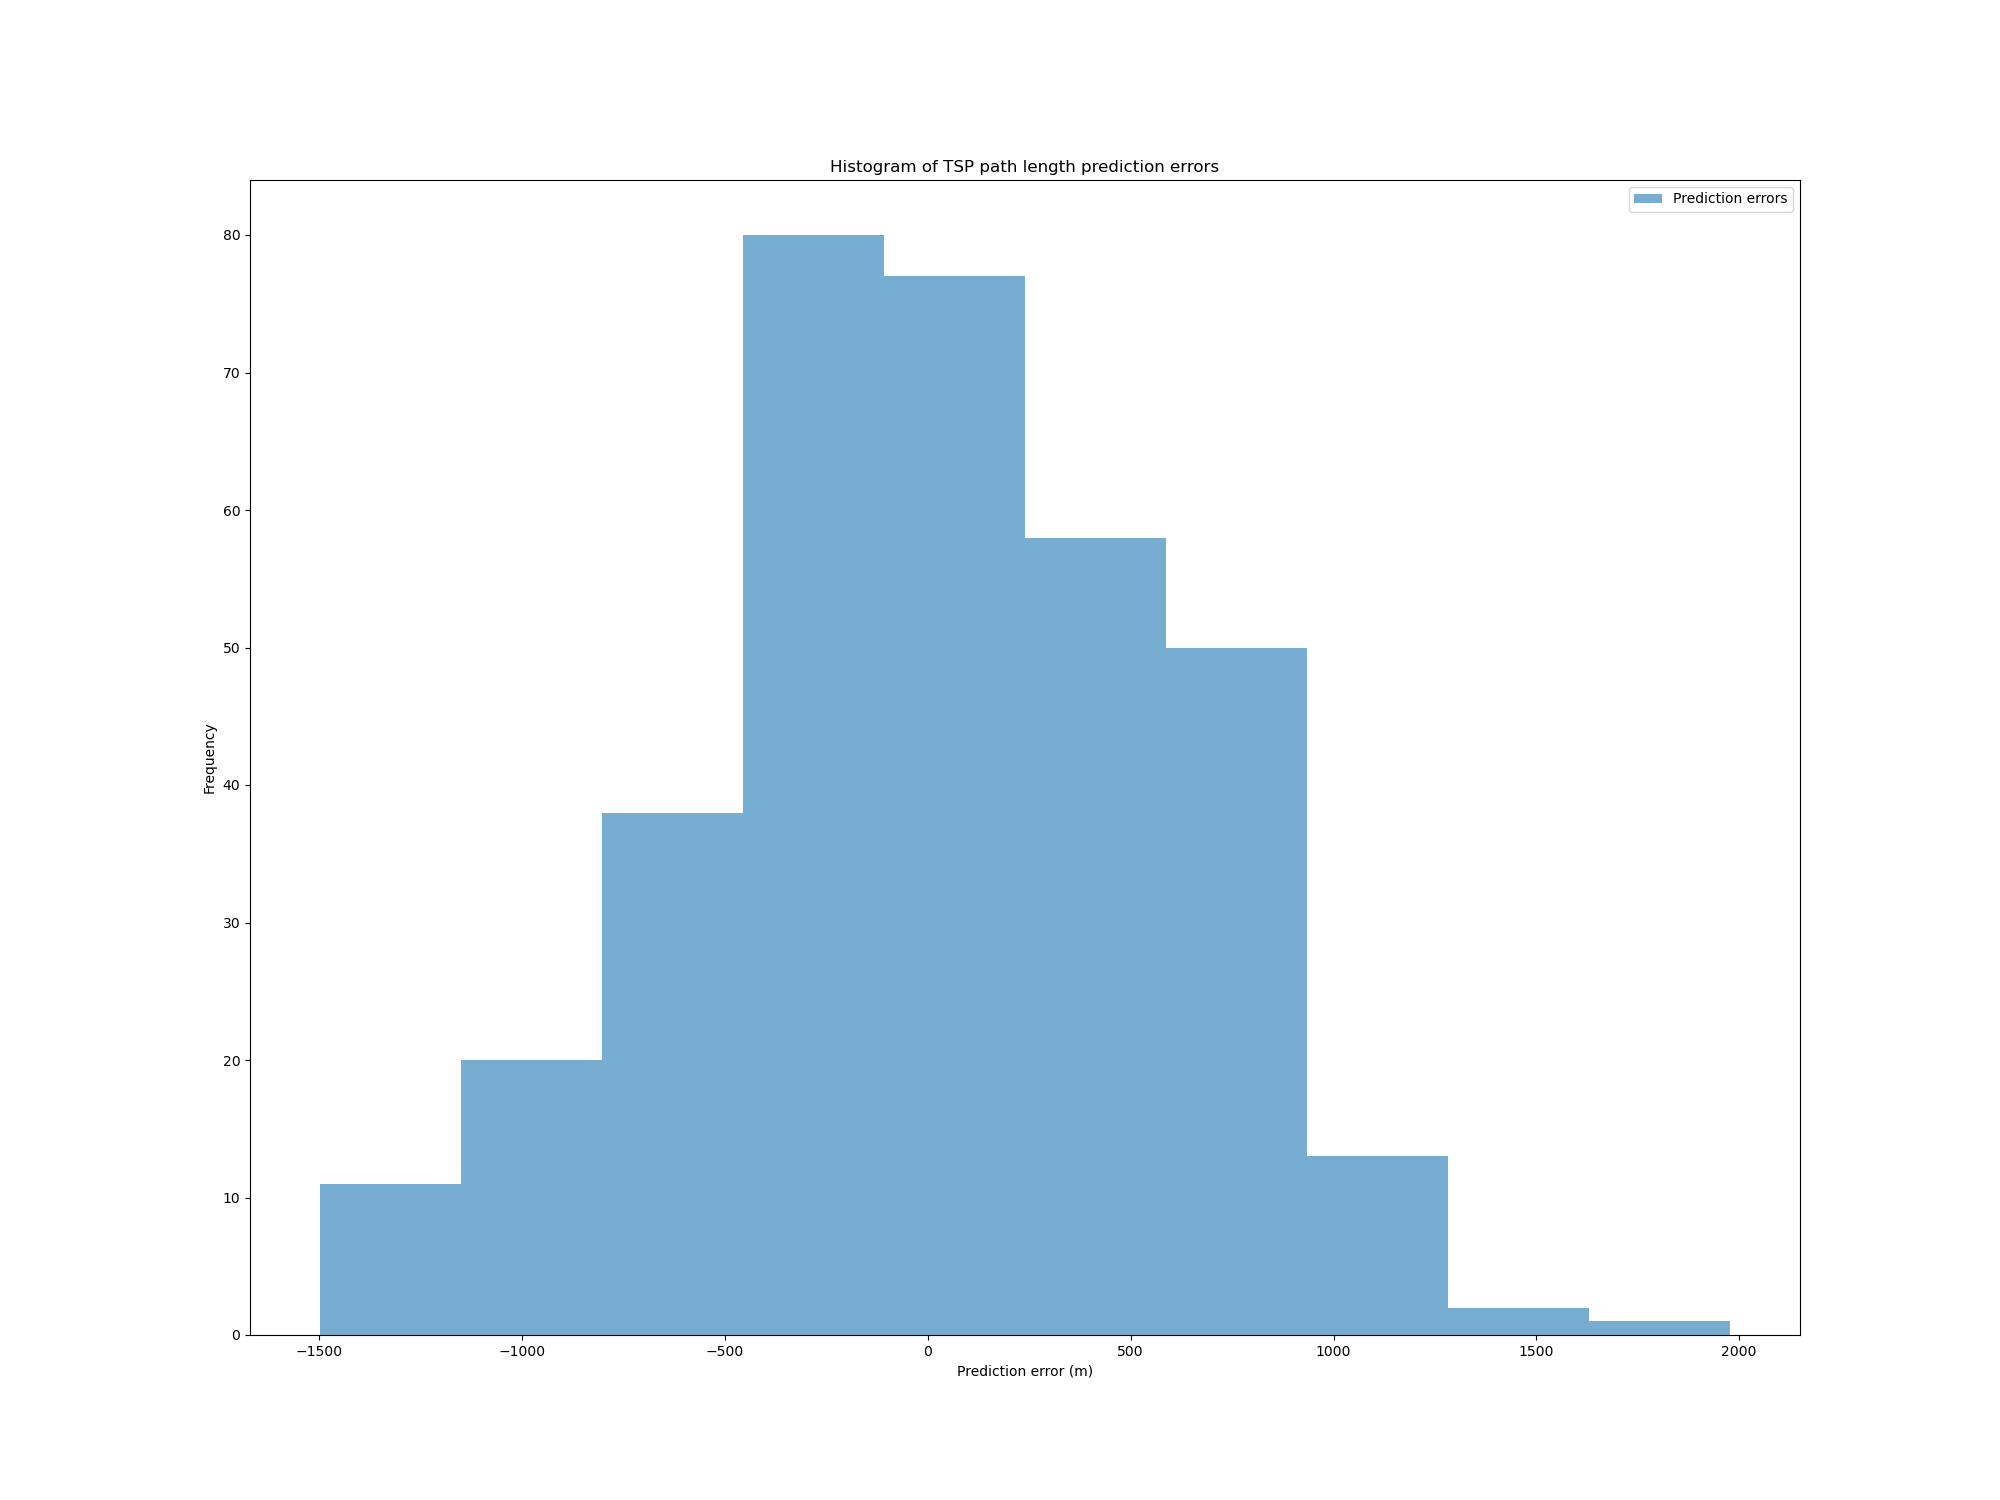 Histogram of TSP path length prediction errors
Prediction errors
80
70
60
50
40
30
20
10
0
Frequency
−1500 −1000 −500 0 500 1000 1500 2000
Prediction error (m)